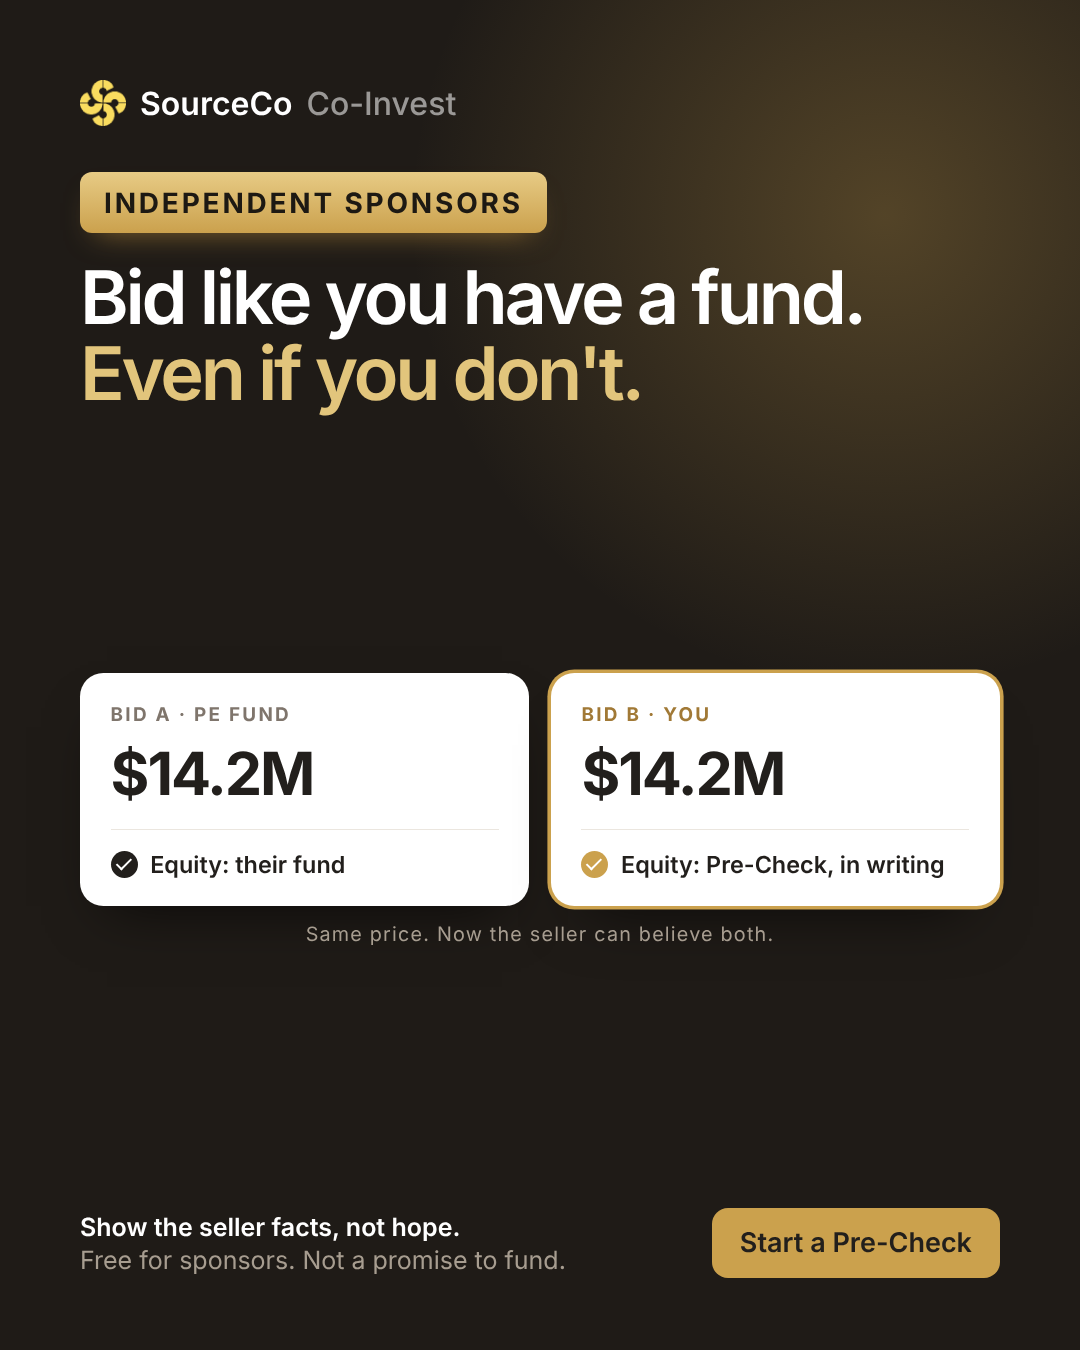 SourceCo Co-Invest
INDEPENDENT SPONSORS
Bid like you have a fund.
Even if you don't.
BID A · PE FUND
$14.2M
Equity: their fund
BID B · YOU
$14.2M
Equity: Pre-Check, in writing
Same price. Now the seller can believe both.
Show the seller facts, not hope.
Free for sponsors. Not a promise to fund.
Start a Pre-Check